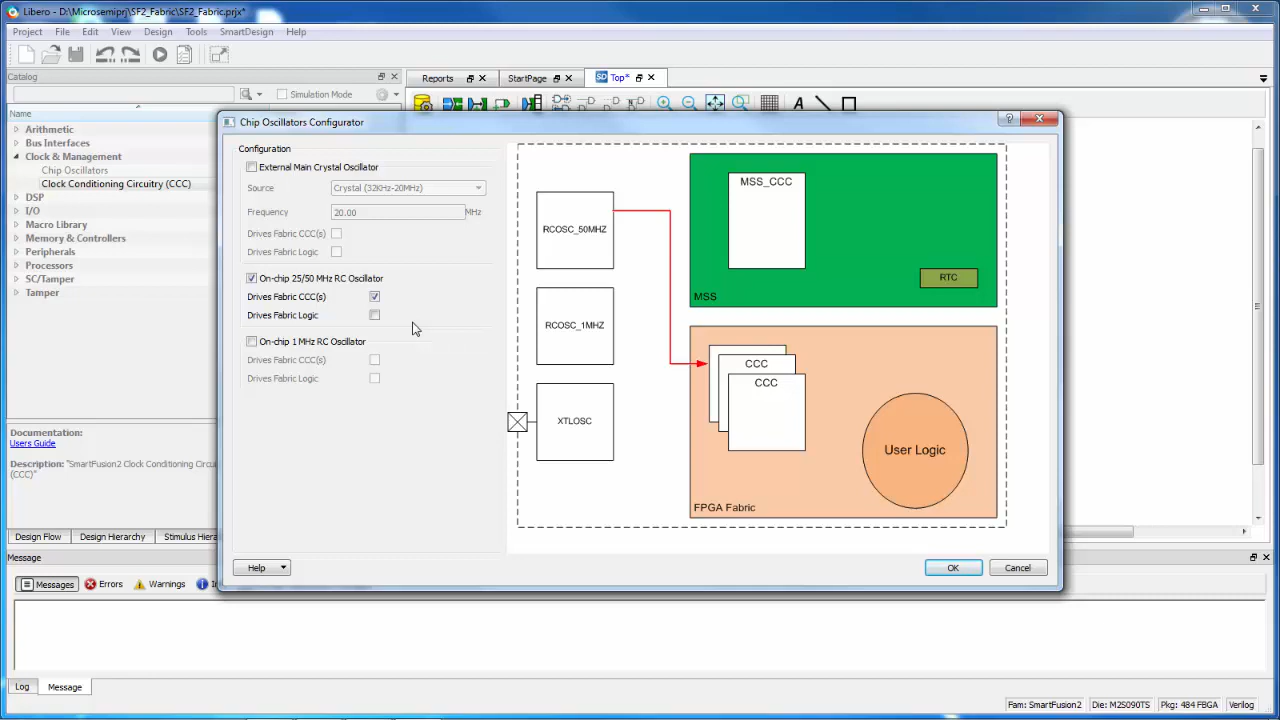 Libero - D:\Microsemiprj\SF2_Fabric\SF2_Fabric.prjx*
Project File Edit View Design Tools SmartDesign Help
Catalog
Reports StartPage Top*
Simulation Mode
Name
Arithmetic
Bus Interfaces
Clock & Management
Chip Oscillators
Clock Conditioning Circuitry (CCC)
DSP
I/O
Macro Library
Memory & Controllers
Peripherals
Processors
SC/Tamper
Tamper
Documentation:
Users Guide
Description: "SmartFusion2 Clock Conditioning Circui
(CCC)"
Design Flow Design Hierarchy Stimulus Hiera
Chip Oscillators Configurator
Configuration
External Main Crystal Oscillator
Source Crystal (32KHz-20MHz)
Frequency 20.00 MHz
Drives Fabric CCC(s)
Drives Fabric Logic
On-chip 25/50 MHz RC Oscillator
Drives Fabric CCC(s)
Drives Fabric Logic
On-chip 1 MHz RC Oscillator
Drives Fabric CCC(s)
Drives Fabric Logic
RCOSC_50MHZ
RCOSC_1MHZ
XTLOSC
MSS_CCC
RTC
MSS
CCC
CCC
User Logic
FPGA Fabric
Help OK Cancel
Message
Messages Errors Warnings
Log Message
Fam: SmartFusion2 Die: M2S090TS Pkg: 484 FBGA Verilog